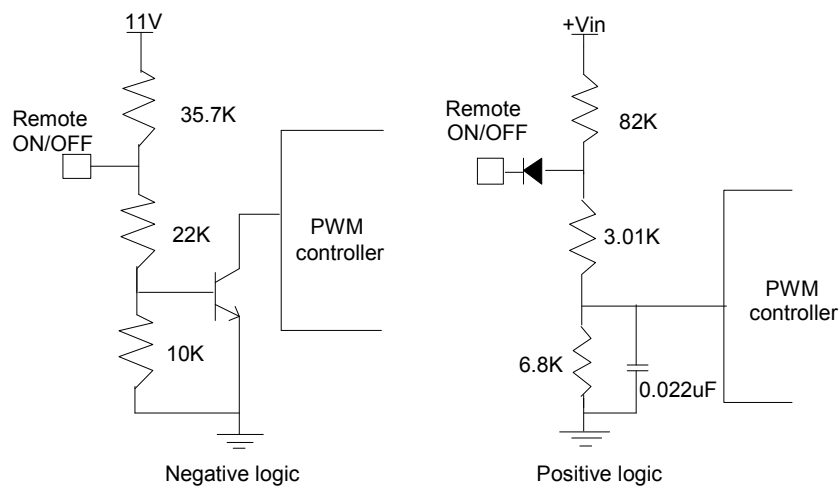 11V
35.7K
Remote
ON/OFF
22K
10K
PWM
controller
Negative logic
+Vin
82K
Remote
ON/OFF
3.01K
6.8K
0.022uF
PWM
controller
Positive logic